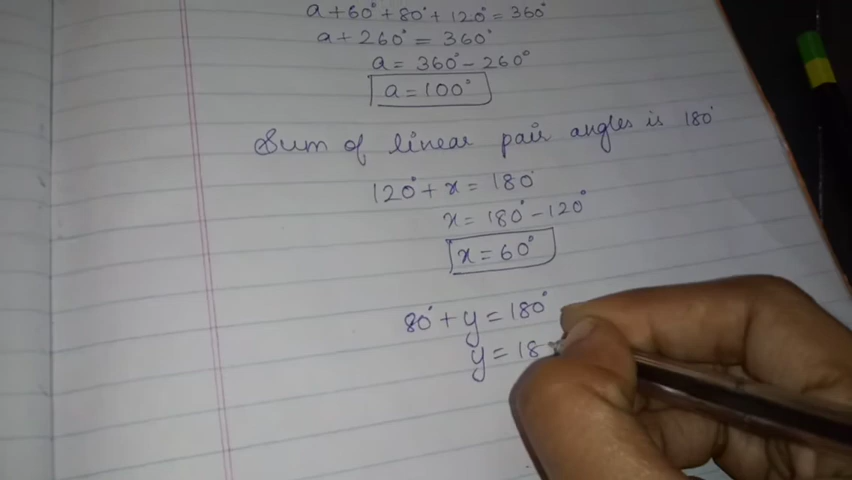 a + 60° + 80° + 120° = 360°
a + 260° = 360°
a = 360° - 260°
a = 100°
Sum of linear pair angles is 180°
120° + x = 180°
x = 180° - 120°
x = 60°
80° + y = 180°
y = 18